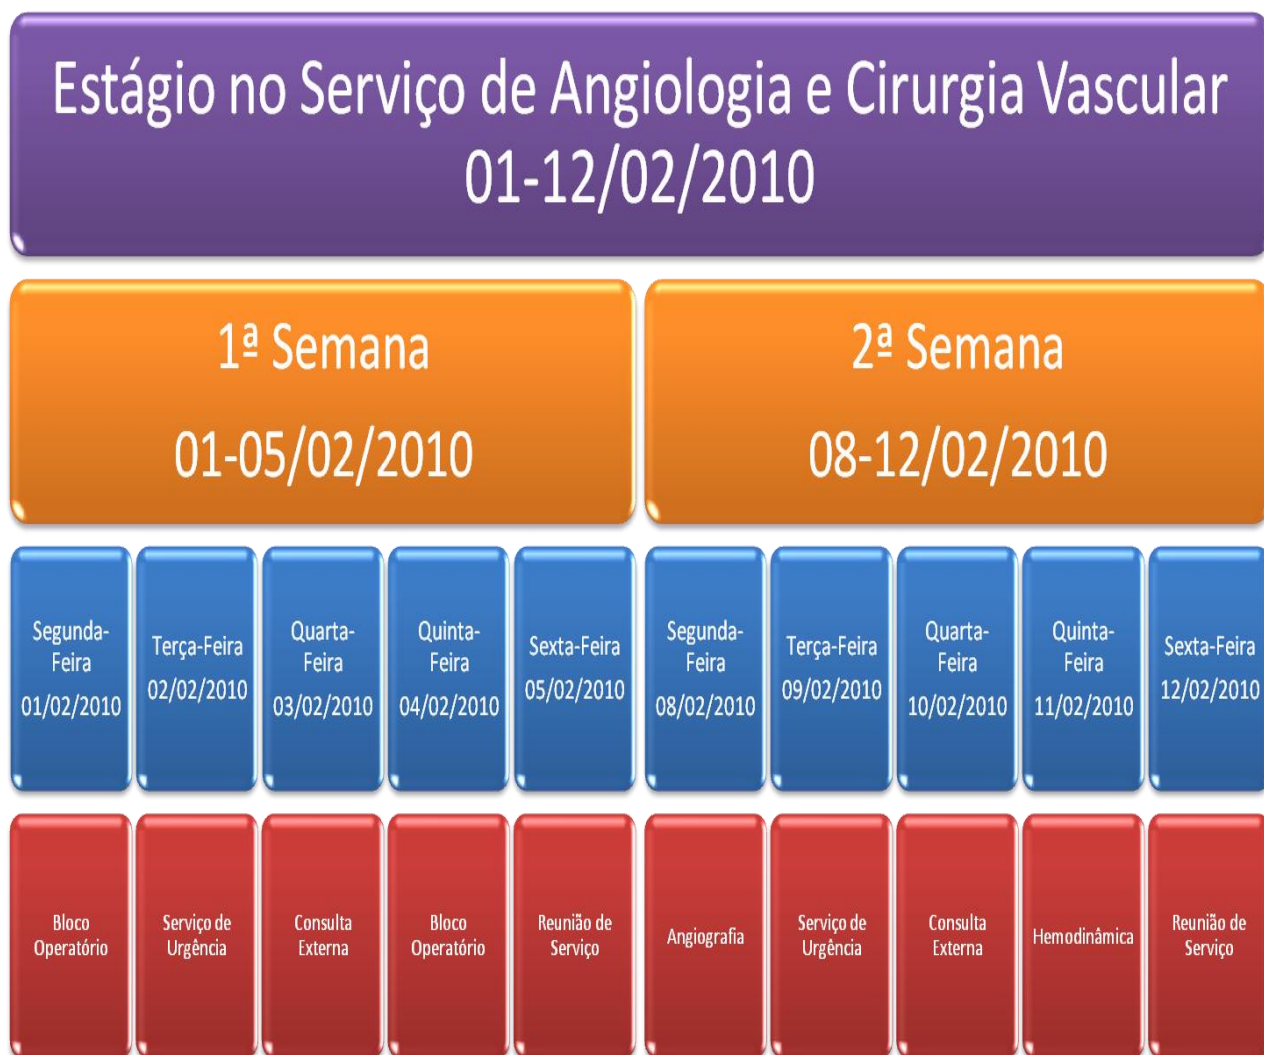 Estágio no Serviço de Angiologia e Cirurgia Vascular
01-12/02/2010
1ª Semana
01-05/02/2010
2ª Semana
08-12/02/2010
Segunda-
Feira
01/02/2010
Terça-Feira
02/02/2010
Quarta-
Feira
03/02/2010
Quinta-
Feira
04/02/2010
Sexta-Feira
05/02/2010
Segunda-
Feira
08/02/2010
Terça-Feira
09/02/2010
Quarta-
Feira
10/02/2010
Quinta-
Feira
11/02/2010
Sexta-Feira
12/02/2010
Bloco
Operatório
Serviço de
Urgência
Consulta
Externa
Bloco
Operatório
Reunião de
Serviço
Angiografia
Serviço de
Urgência
Consulta
Externa
Hemodinâmica
Reunião de
Serviço